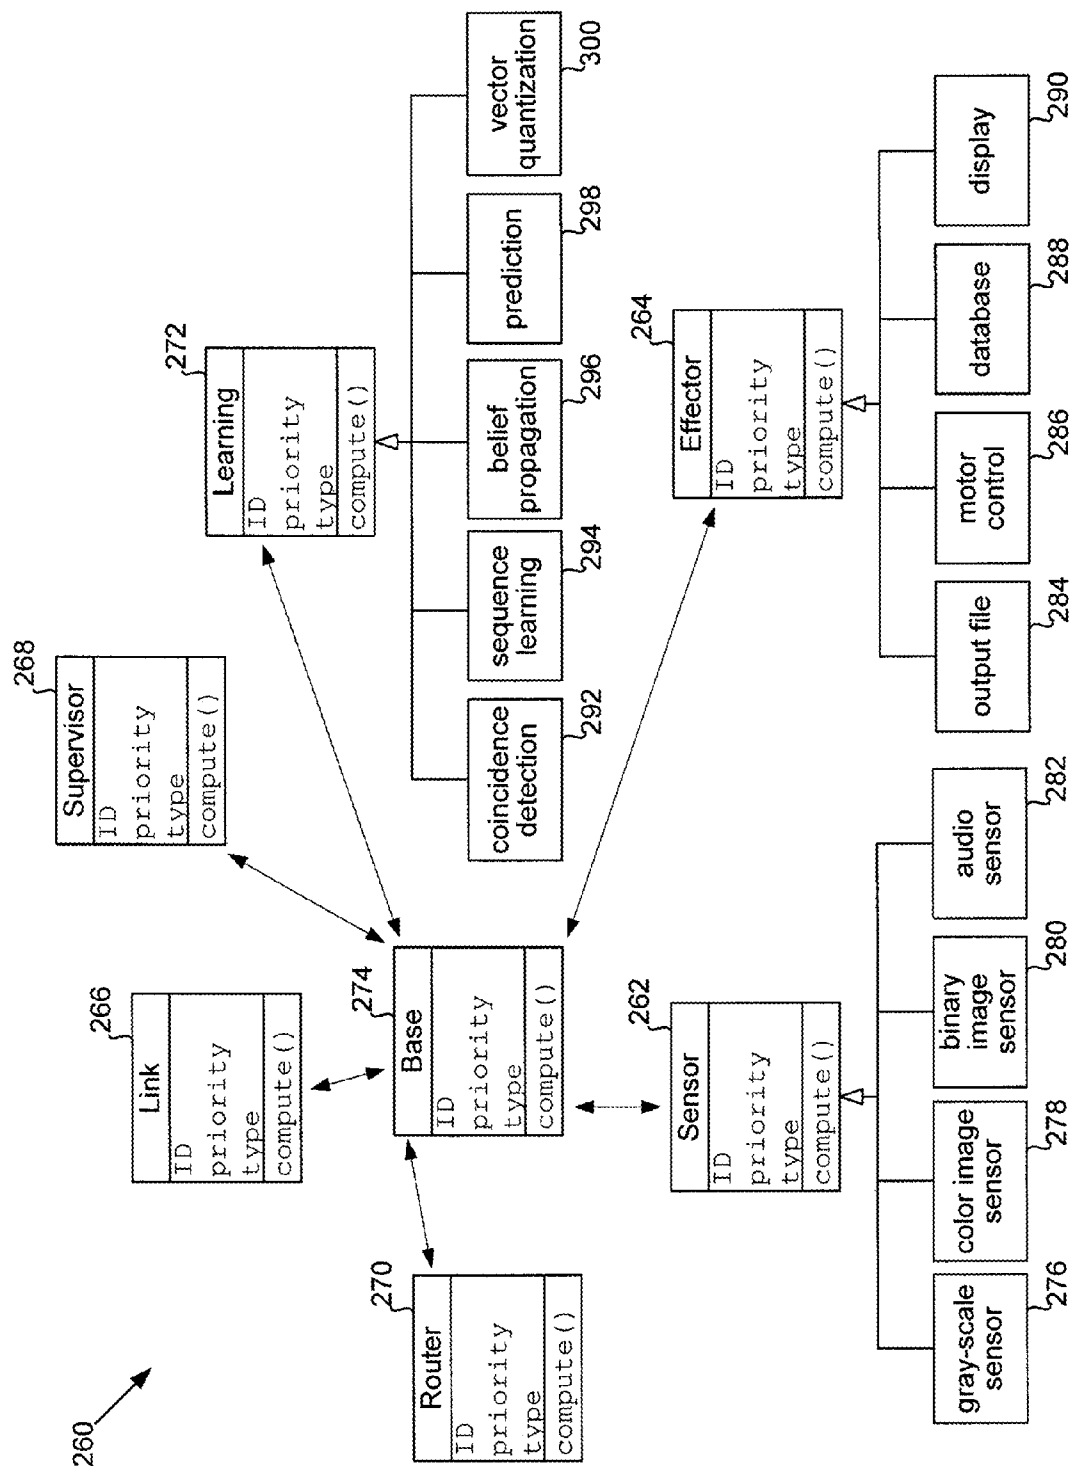 260
Router
270
ID
priority
type
compute()
Link
266
ID
priority
type
compute()
Supervisor
268
ID
priority
type
compute()
Base
274
ID
priority
type
compute()
Learning
272
ID
priority
type
compute()
coincidence
detection
292
sequence
learning
294
belief
propagation
296
prediction
298
vector
quantization
300
Sensor
262
ID
priority
type
compute()
gray-scale
sensor
276
color image
sensor
278
binary
image
sensor
280
audio
sensor
282
Effector
264
ID
priority
type
compute()
output file
284
motor
control
286
database
288
display
290